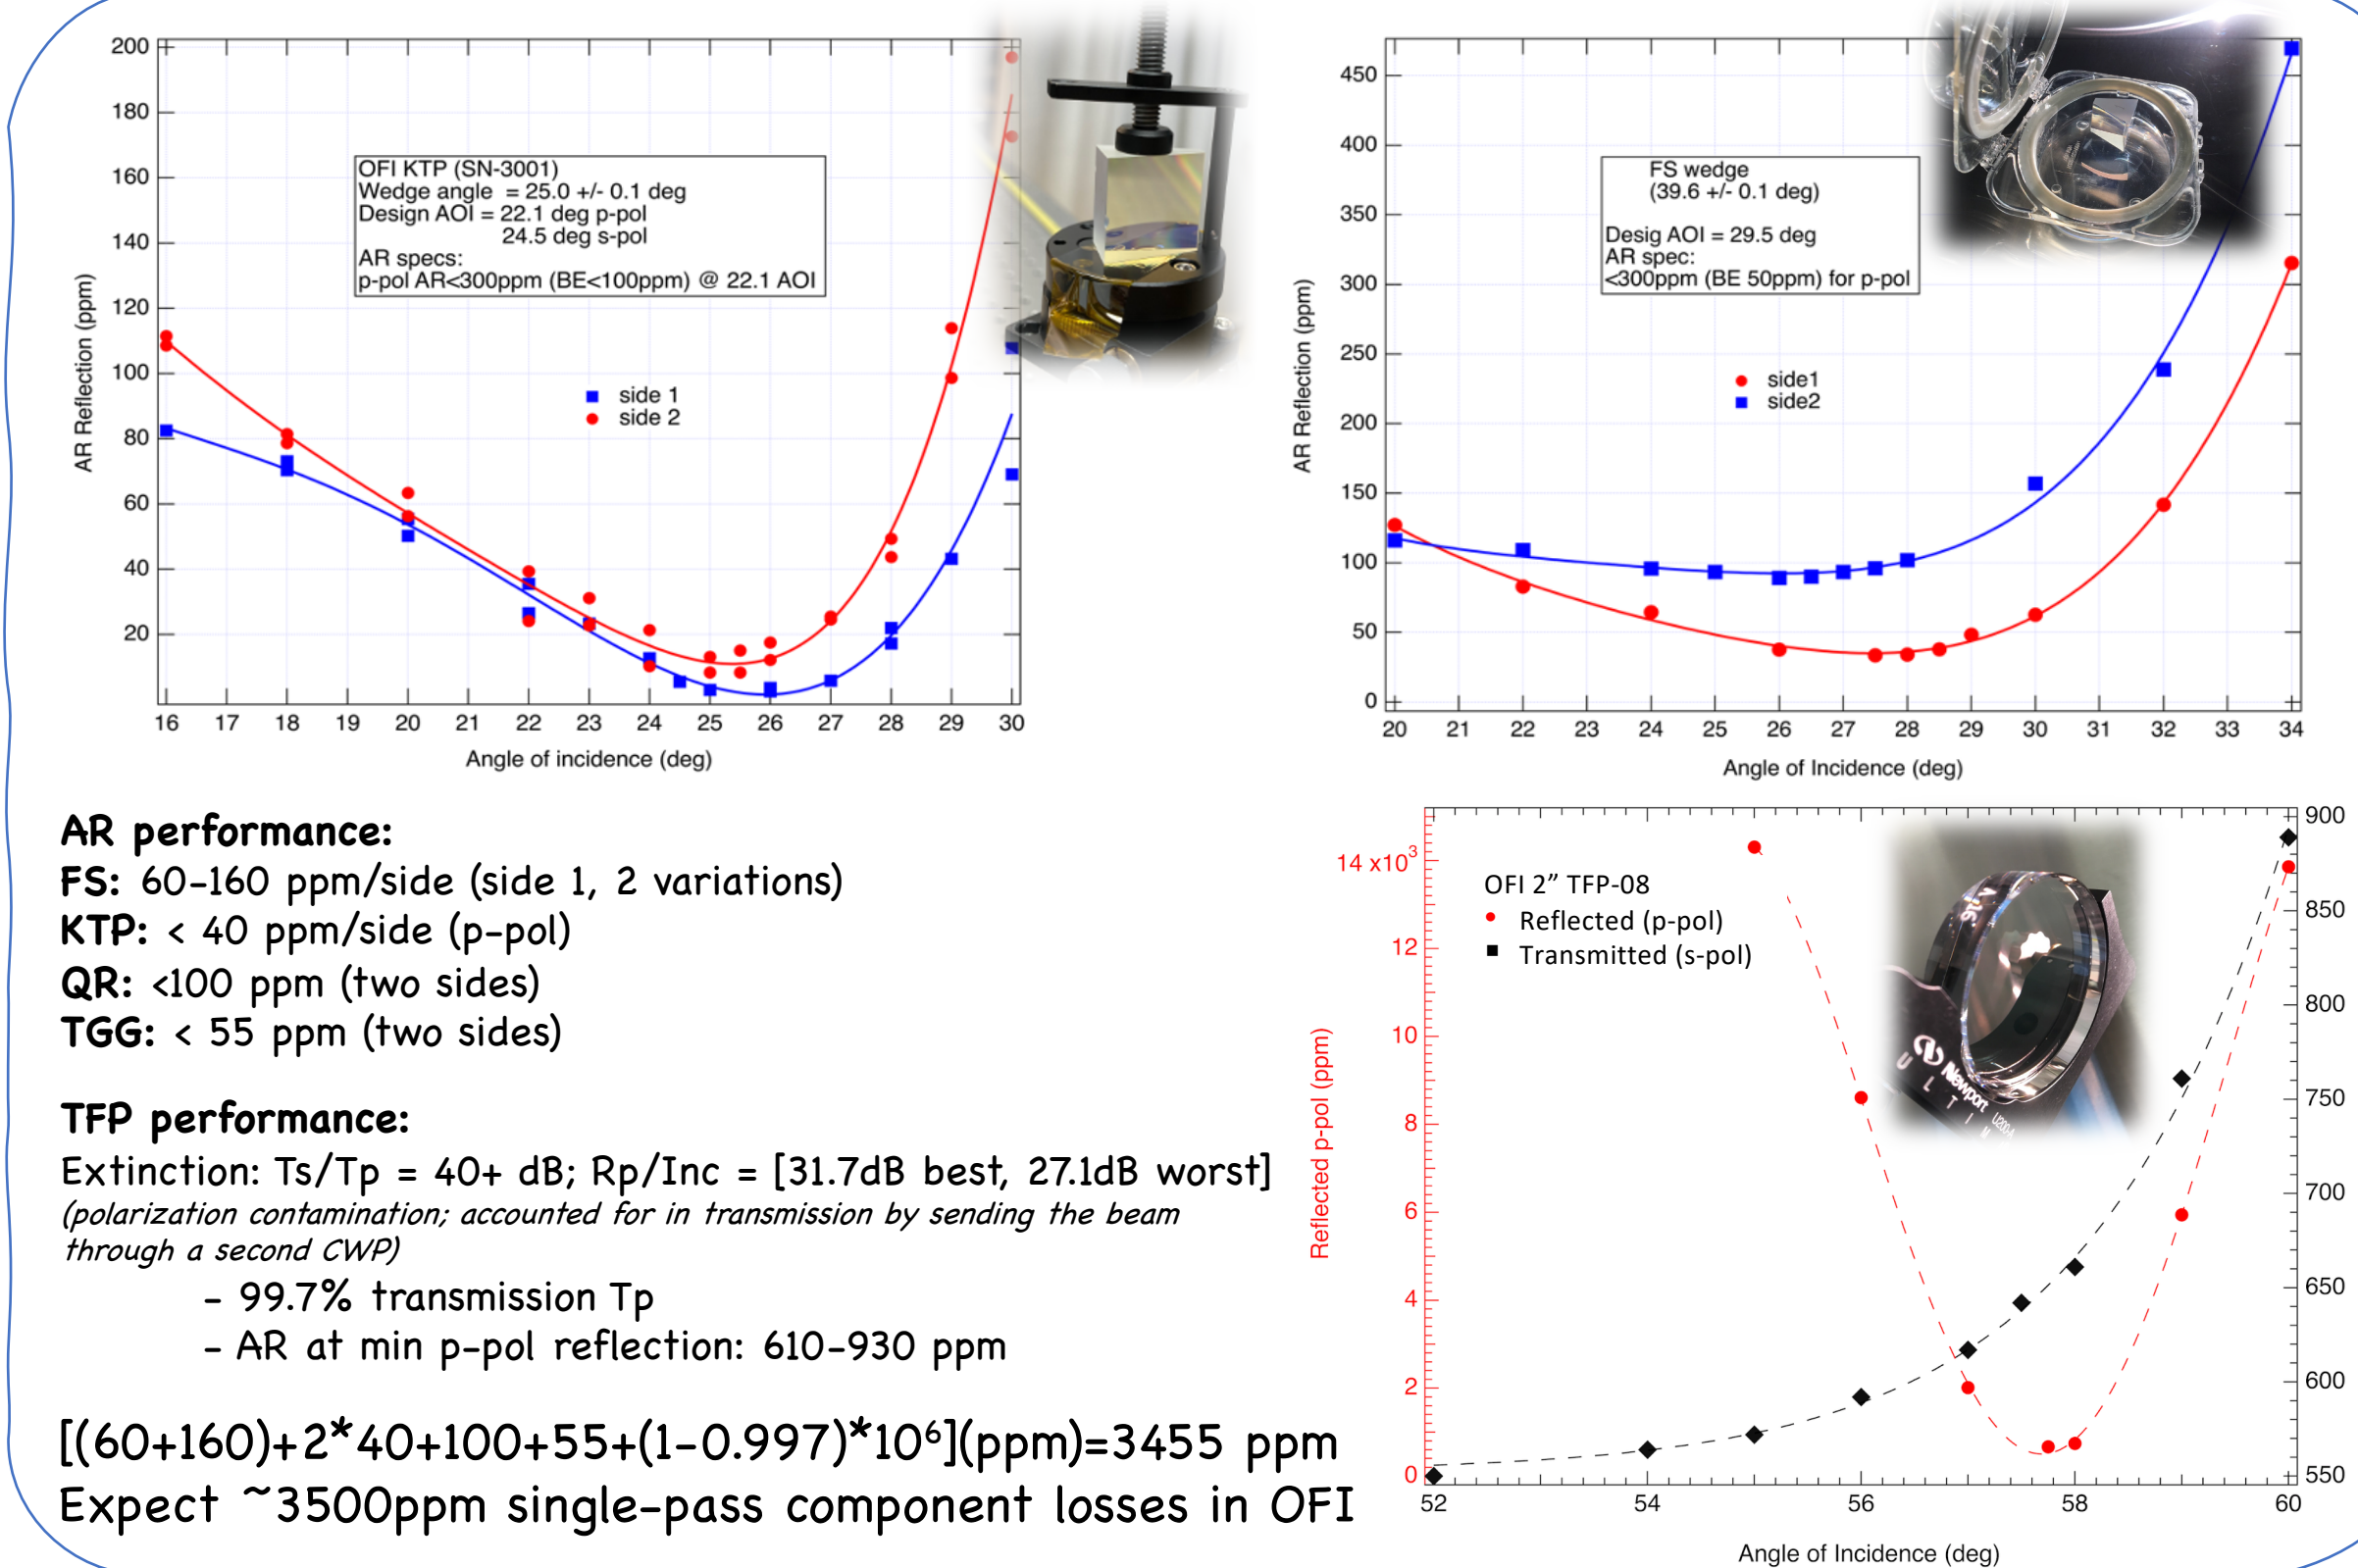 200
180
160
140
120
100
80
60
40
20
AR Reflection (ppm)
OFI KTP (SN-3001)
Wedge angle = 25.0 +/- 0.1 deg
Design AOI = 22.1 deg p-pol
24.5 deg s-pol
AR specs:
p-pol AR<300ppm (BE<100ppm) @ 22.1 AOI
side 1
side 2
16 17 18 19 20 21 22 23 24 25 26 27 28 29 30
Angle of incidence (deg)
450
400
350
300
250
200
150
100
50
0
AR Reflection (ppm)
FS wedge
(39.6 +/- 0.1 deg)
Desig AOI = 29.5 deg
AR spec:
<300ppm (BE 50ppm) for p-pol
side1
side2
20 21 22 23 24 25 26 27 28 29 30 31 32 33 34
Angle of Incidence (deg)
AR performance:
FS: 60-160 ppm/side (side 1, 2 variations)
KTP: < 40 ppm/side (p-pol)
QR: <100 ppm (two sides)
TGG: < 55 ppm (two sides)
TFP performance:
Extinction: Ts/Tp = 40+ dB; Rp/Inc = [31.7dB best, 27.1dB worst]
(polarization contamination; accounted for in transmission by sending the beam
through a second CWP)
- 99.7% transmission Tp
- AR at min p-pol reflection: 610-930 ppm
[(60+160)+2*40+100+55+(1-0.997)*10⁶](ppm)=3455 ppm
Expect ~3500ppm single-pass component losses in OFI
14 x10³
12
10
8
6
4
2
0
Reflected p-pol (ppm)
OFI 2” TFP-08
Reflected (p-pol)
Transmitted (s-pol)
Newport
U L T I
900
850
800
750
700
650
600
550
52 54 56 58 60
Angle of Incidence (deg)